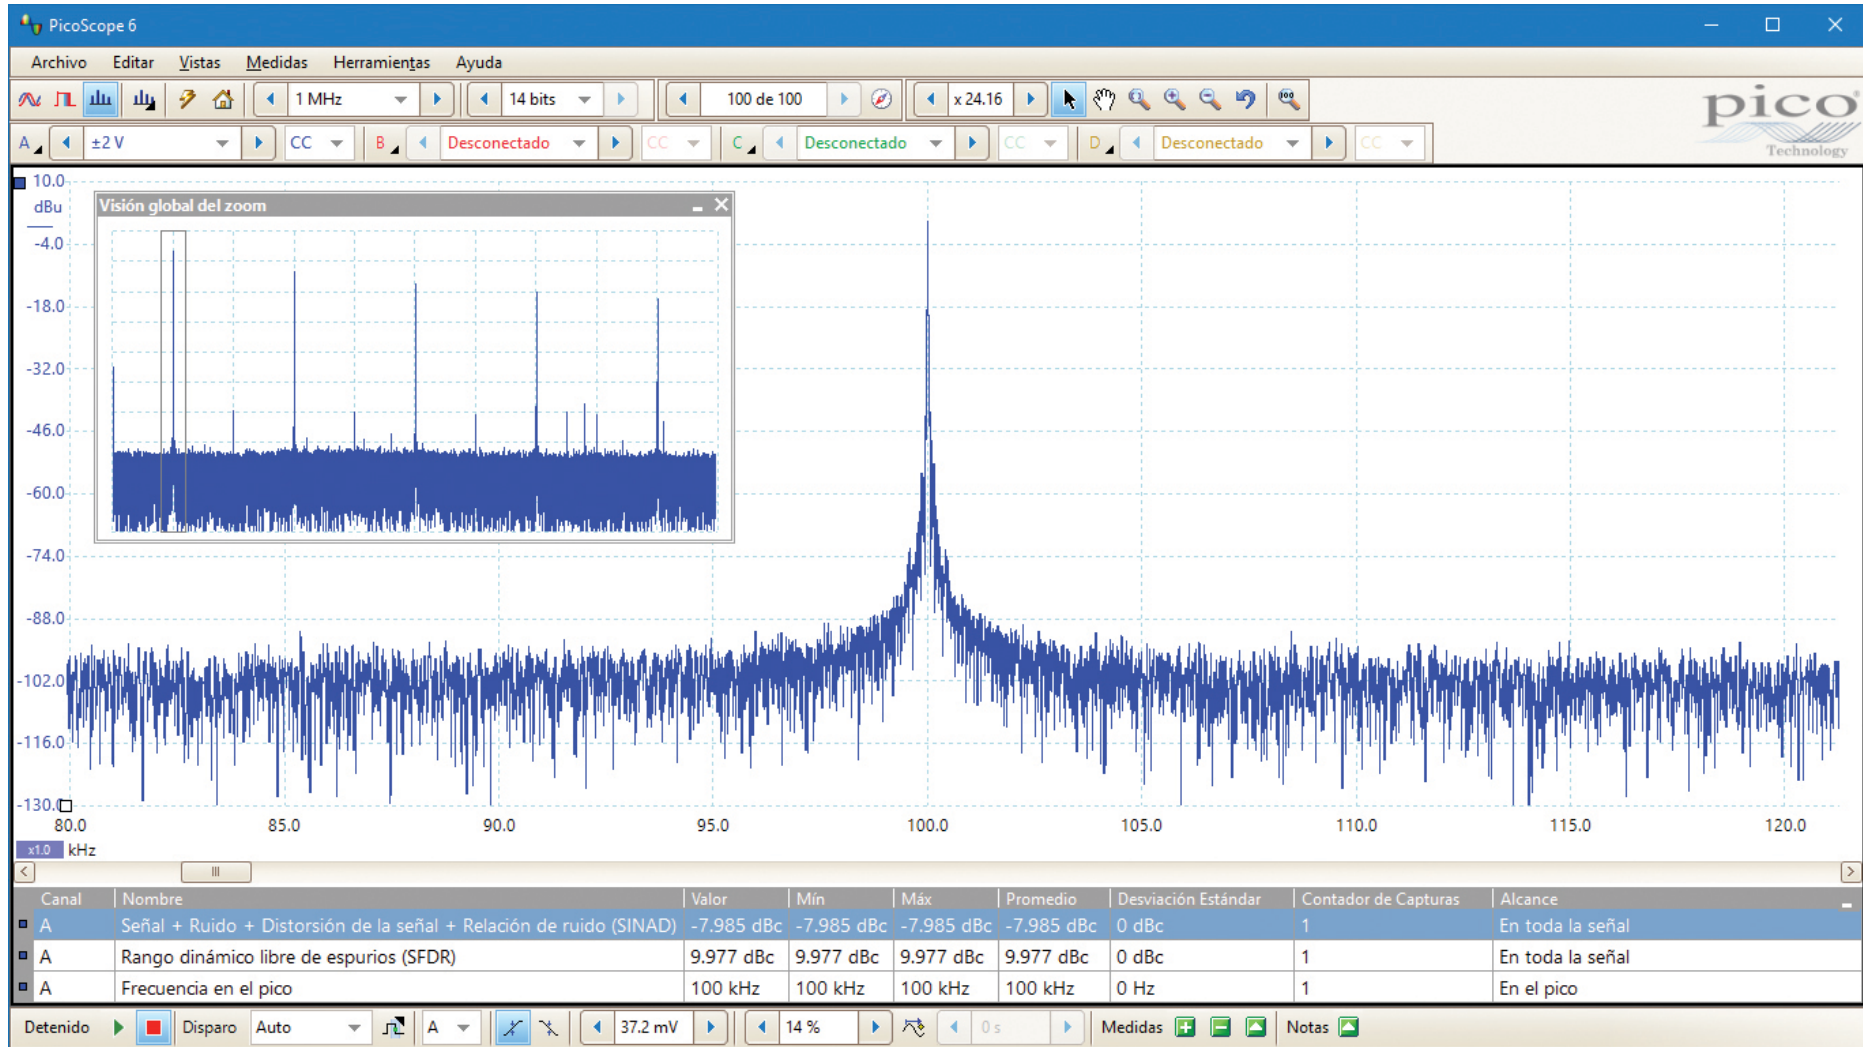 PicoScope 6
Archivo Editar Vistas Medidas Herramientas Ayuda
1 MHz 14 bits 100 de 100 x 24.16
pico
Technology
A ±2 V CC B Desconectado CC C Desconectado CC D Desconectado CC
10.0
dBu
-4.0
-18.0
-32.0
-46.0
-60.0
-74.0
-88.0
-102.0
-116.0
-130.0
Visión global del zoom
80.0 85.0 90.0 95.0 100.0 105.0 110.0 115.0 120.0
x1.0 kHz
Canal Nombre Valor Mín Máx Promedio Desviación Estándar Contador de Capturas Alcance
A Señal + Ruido + Distorsión de la señal + Relación de ruido (SINAD) -7.985 dBc -7.985 dBc -7.985 dBc -7.985 dBc 0 dBc 1 En toda la señal
A Rango dinámico libre de espurios (SFDR) 9.977 dBc 9.977 dBc 9.977 dBc 9.977 dBc 0 dBc 1 En toda la señal
A Frecuencia en el pico 100 kHz 100 kHz 100 kHz 100 kHz 0 Hz 1 En el pico
Detenido Disparo Auto A 37.2 mV 14 % 0 s Medidas Notas